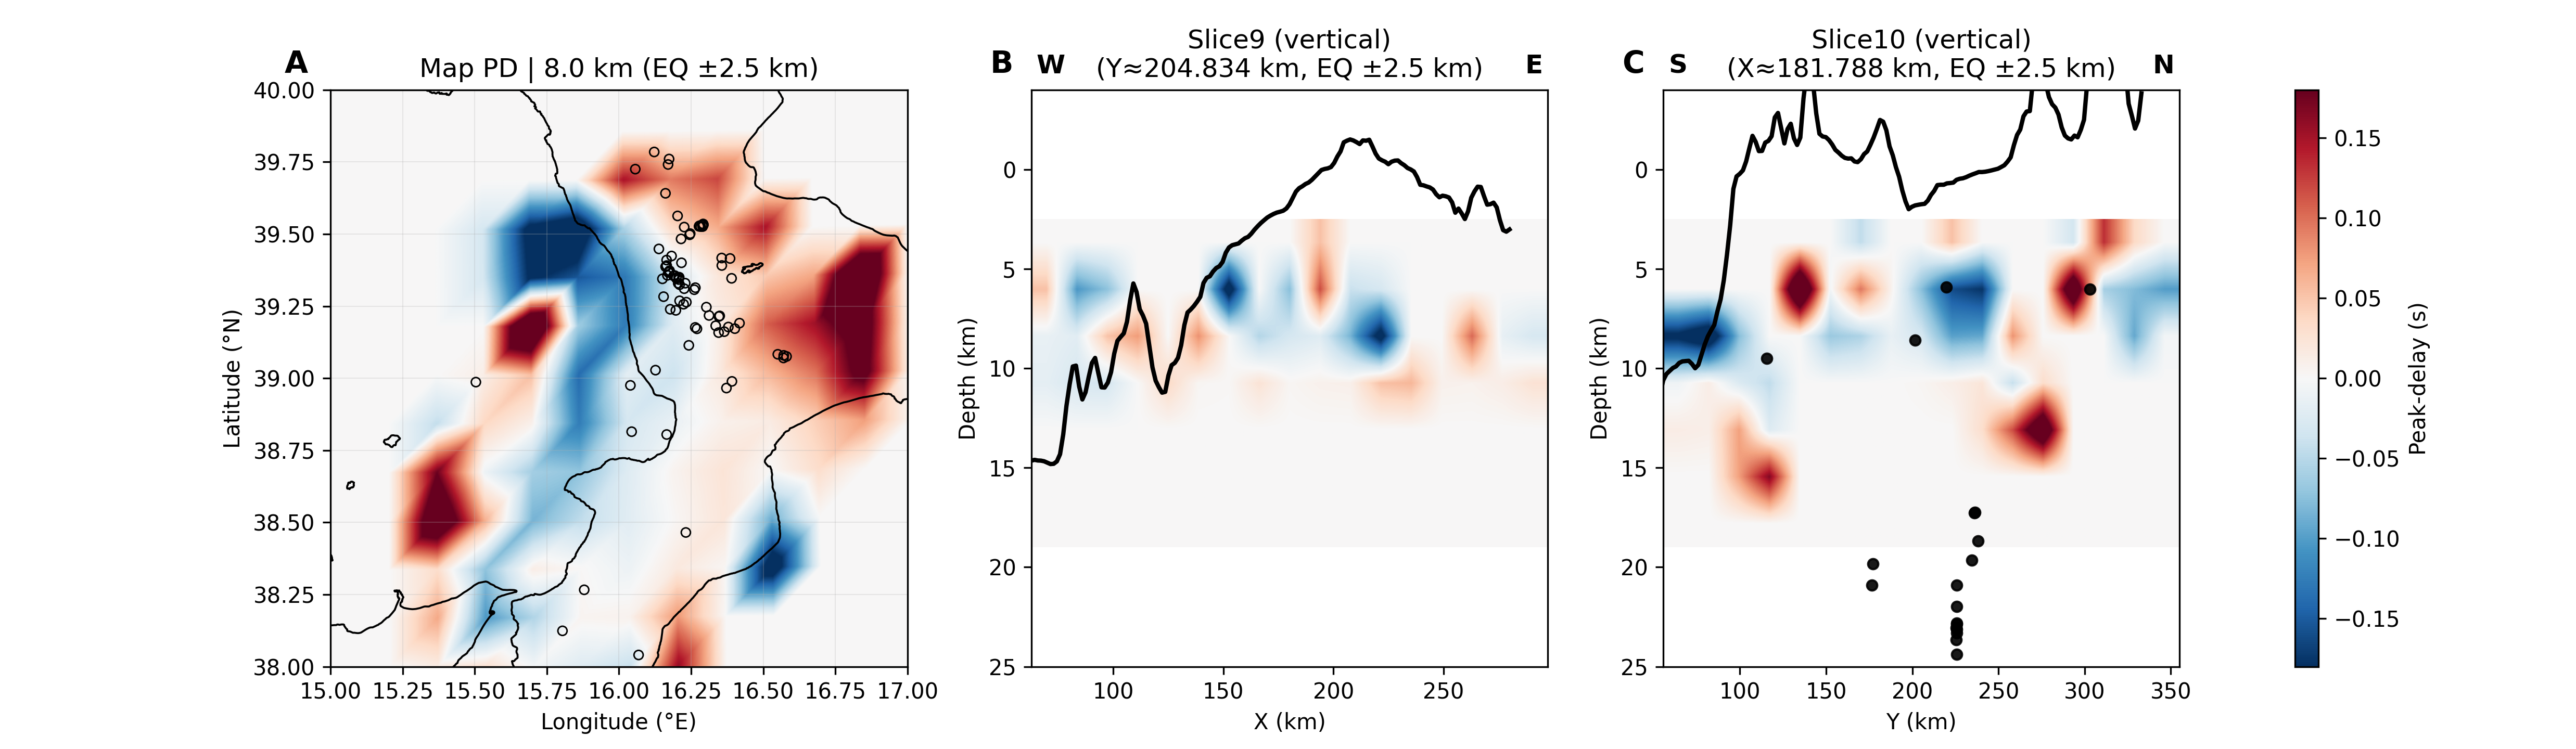 A
Map PD | 8.0 km (EQ ±2.5 km)
40.00
39.75
39.50
39.25
39.00
38.75
38.50
38.25
38.00
Latitude (°N)
15.00 15.25 15.50 15.75 16.00 16.25 16.50 16.75 17.00
Longitude (°E)
B W E
Slice9 (vertical)
(Y≈204.834 km, EQ ±2.5 km)
0
5
10
15
20
25
Depth (km)
100 150 200 250
X (km)
C S N
Slice10 (vertical)
(X≈181.788 km, EQ ±2.5 km)
0
5
10
15
20
25
Depth (km)
100 150 200 250 300 350
Y (km)
0.15
0.10
0.05
0.00
−0.05
−0.10
−0.15
Peak-delay (s)